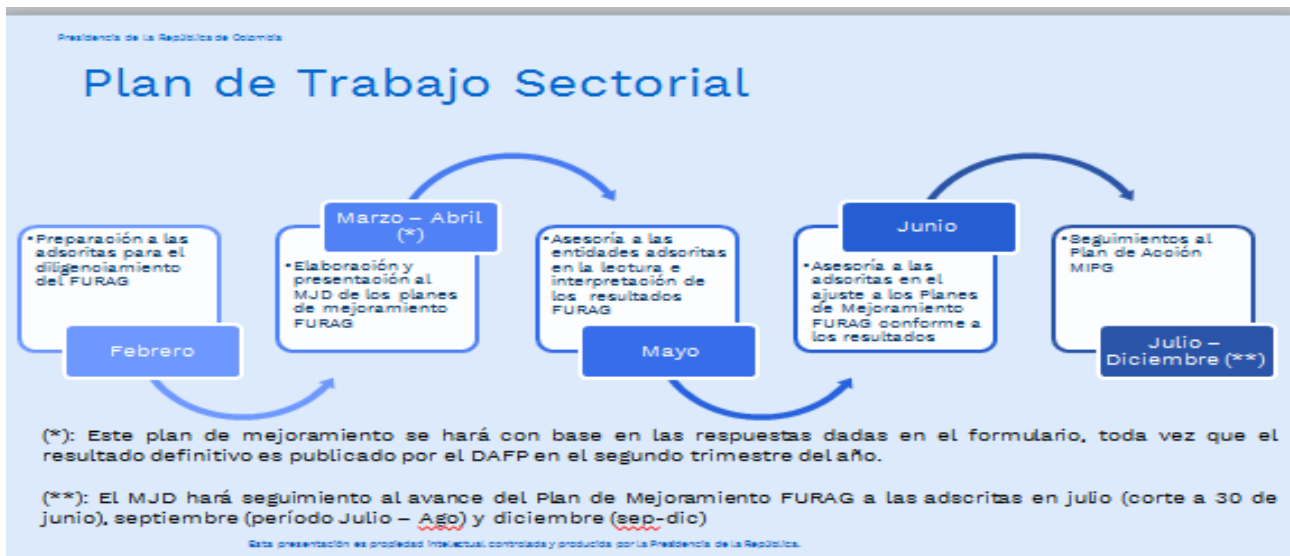 Presidencia de la República de Colombia
Plan de Trabajo Sectorial
•Preparación a las
adscritas para el
diligenciamiento
del FURAG
Febrero
Marzo – Abril
(*)
•Elaboración y
presentación al
MJD de los planes
de mejoramiento
FURAG
•Asesoría a las
entidades adscritas
en la lectura e
interpretación de
los resultados
FURAG
Mayo
Junio
•Asesoría a las
adscritas en el
ajuste a los Planes
de Mejoramiento
FURAG conforme a
los resultados
•Seguimientos al
Plan de Acción
MIPG
Julio –
Diciembre (**)
(*): Este plan de mejoramiento se hará con base en las respuestas dadas en el formulario, toda vez que el
resultado definitivo es publicado por el DAFP en el segundo trimestre del año.
(**): El MJD hará seguimiento al avance del Plan de Mejoramiento FURAG a las adscritas en julio (corte a 30 de
junio), septiembre (período Julio – Ago) y diciembre (sep-dic)
Esta presentación es propiedad intelectual controlada y producida por la Presidencia de la República.